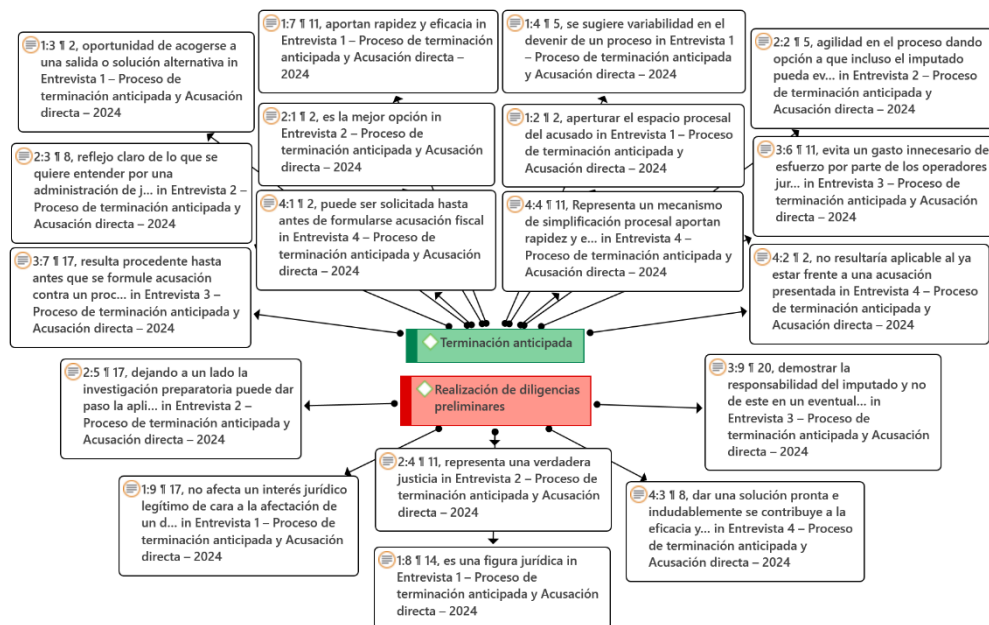 1:3 ¶ 2, oportunidad de acogerse a
una salida o solución alternativa in
Entrevista 1 – Proceso de
terminación anticipada y Acusación
directa – 2024
1:7 ¶ 11, aportan rapidez y eficacia in
Entrevista 1 – Proceso de
terminación anticipada y Acusación
directa – 2024
1:4 ¶ 5, se sugiere variabilidad en el
devenir de un proceso in Entrevista 1
– Proceso de terminación anticipada
y Acusación directa – 2024
2:2 ¶ 5, agilidad en el proceso dando
opción a que incluso el imputado
pueda ev... in Entrevista 2 – Proceso
de terminación anticipada y
Acusación directa – 2024
2:1 ¶ 2, es la mejor opción in
Entrevista 2 – Proceso de
terminación anticipada y Acusación
directa – 2024
1:2 ¶ 2, aperturar el espacio procesal
del acusado in Entrevista 1 –
Proceso de terminación anticipada y
Acusación directa – 2024
2:3 ¶ 8, reflejo claro de lo que se
quiere entender por una
administración de j... in Entrevista 2 –
Proceso de terminación anticipada y
Acusación directa – 2024
3:6 ¶ 11, evita un gasto innecesario de
esfuerzo por parte de los operadores
jur... in Entrevista 3 – Proceso de
terminación anticipada y Acusación
directa – 2024
4:1 ¶ 2, puede ser solicitada hasta
antes de formularse acusación fiscal
in Entrevista 4 – Proceso de
terminación anticipada y Acusación
directa – 2024
4:4 ¶ 11, Representa un mecanismo
de simplificación procesal aportan
rapidez y e... in Entrevista 4 –
Proceso de terminación anticipada y
Acusación directa – 2024
3:7 ¶ 17, resulta procedente hasta
antes que se formule acusación
contra un proc... in Entrevista 3 –
Proceso de terminación anticipada y
Acusación directa – 2024
4:2 ¶ 2, no resultaría aplicable al ya
estar frente a una acusación
presentada in Entrevista 4 – Proceso
de terminación anticipada y
Acusación directa – 2024
Terminación anticipada
2:5 ¶ 17, dejando a un lado la
investigación preparatoria puede dar
paso la apli... in Entrevista 2 –
Proceso de terminación anticipada y
Acusación directa – 2024
Realización de diligencias
preliminares
3:9 ¶ 20, demostrar la
responsabilidad del imputado y no
de este en un eventual... in
Entrevista 3 – Proceso de
terminación anticipada y Acusación
directa – 2024
2:4 ¶ 11, representa una verdadera
justicia in Entrevista 2 – Proceso de
terminación anticipada y Acusación
directa – 2024
1:9 ¶ 17, no afecta un interés jurídico
legítimo de cara a la afectación de
un d... in Entrevista 1 – Proceso de
terminación anticipada y Acusación
directa – 2024
4:3 ¶ 8, dar una solución pronta e
indudablemente se contribuye a la
eficacia y... in Entrevista 4 – Proceso
de terminación anticipada y
Acusación directa – 2024
1:8 ¶ 14, es una figura jurídica in
Entrevista 1 – Proceso de
terminación anticipada y Acusación
directa – 2024